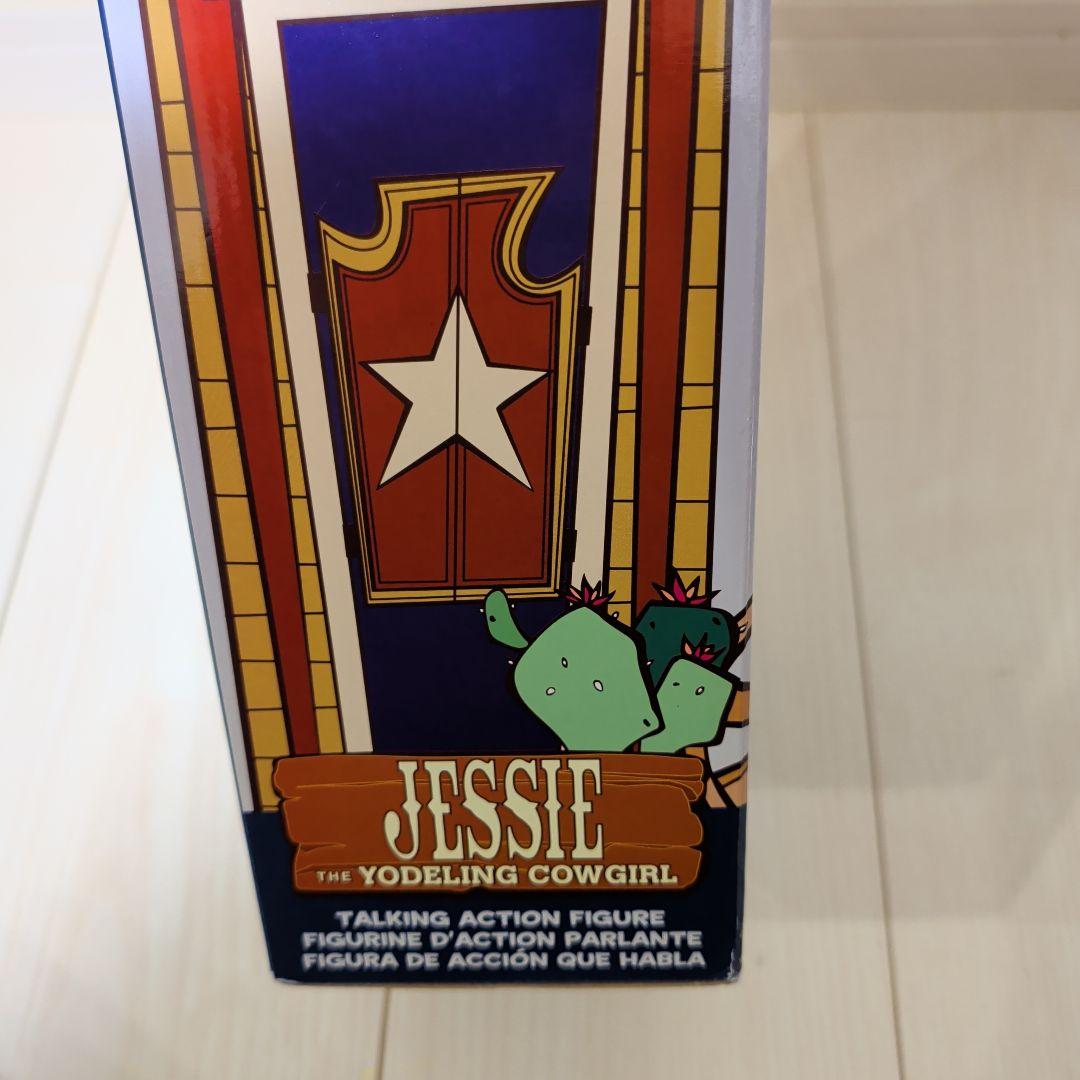 JESSIE
THE YODELING COWGIRL
TALKING ACTION FIGURE
FIGURINE D'ACTION PARLANTE
FIGURA DE ACCIÓN QUE HABLA